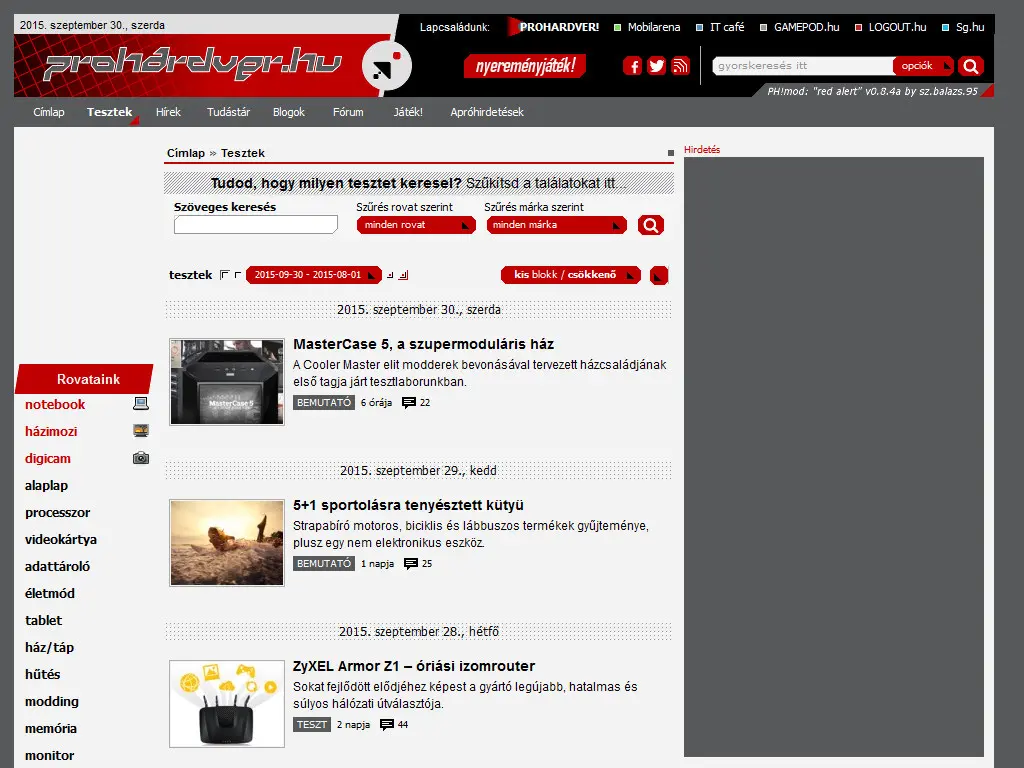 2015. szeptember 30., szerda
Lapcsaládunk: PROHARDVER! Mobilarena IT café GAMEPOD.hu LOGOUT.hu Sg.hu
prohárdver.hu
nyereményjáték!
gyorskeresés itt
opciók
PH!mod: "red alert" v0.8.4a by sz.balazs.95
Címlap Tesztek Hírek Tudástár Blogok Fórum Játék! Apróhirdetések
Címlap » Tesztek
Hirdetés
Tudod, hogy milyen tesztet keresel? Szűkítsd a találatokat itt...
Szöveges keresés Szűrés rovat szerint Szűrés márka szerint
minden rovat minden márka
tesztek 2015-09-30 - 2015-08-01 kis blokk / csökkenő
2015. szeptember 30., szerda
MasterCase 5, a szupermoduláris ház
A Cooler Master elit modderek bevonásával tervezett házcsaládjának
első tagja járt tesztlaborunkban.
BEMUTATÓ 6 órája 22
MasterCase 5
2015. szeptember 29., kedd
5+1 sportolásra tenyésztett kütyü
Strapabíró motoros, biciklis és lábbuszos termékek gyűjteménye,
plusz egy nem elektronikus eszköz.
BEMUTATÓ 1 napja 25
2015. szeptember 28., hétfő
ZyXEL Armor Z1 – óriási izomrouter
Sokat fejlődött elődjéhez képest a gyártó legújabb, hatalmas és
súlyos hálózati útválasztója.
TESZT 2 napja 44
Rovataink
notebook
házimozi
digicam
alaplap
processzor
videokártya
adattároló
életmód
tablet
ház/táp
hűtés
modding
memória
monitor